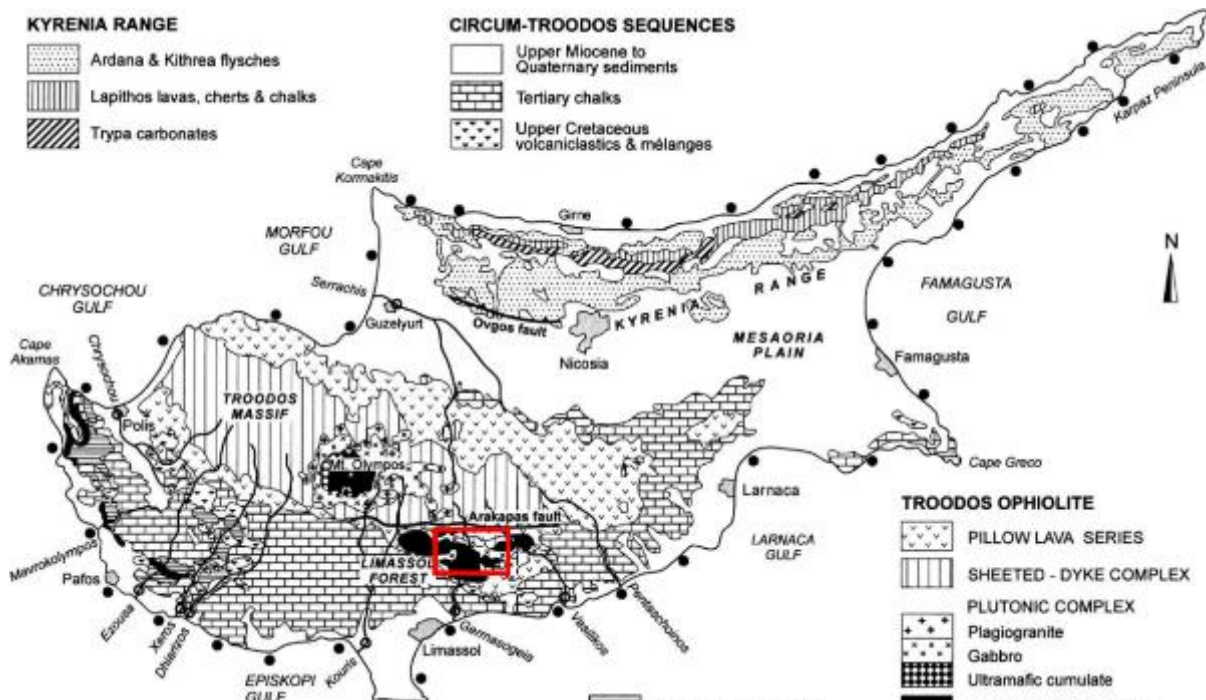 KYRENIA RANGE
Ardana & Kithrea flysches
Lapithos lavas, cherts & chalks
Trypa carbonates
CIRCUM-TROODOS SEQUENCES
Upper Miocene to
Quaternary sediments
Tertiary chalks
Upper Cretaceous
volcaniclastics & mélanges
Karpaz Peninsula
Cape
Kormakitis
Girne
MORFOU
GULF
N
CHRYSOCHOU
GULF
Serrachis
Guzelyurt
Ovgos fault
KYRENIA RANGE
FAMAGUSTA
GULF
Nicosia
MESAORIA
PLAIN
Famagusta
Cape
Akamas
Chrysochou
Polis
TROODOS
MASSIF
Mt. Olympos
Cape Greco
Larnaca
Arakapas fault
LARNACA
GULF
LIMASSOL
FOREST
Mavrokolympos
Pafos
Ezousa
Xeros
Dhiarizos
EPISKOPI
GULF
Kouris
Limassol
Germasogeia
Vasilikos
Pendaschoinos
TROODOS OPHIOLITE
PILLOW LAVA SERIES
SHEETED - DYKE COMPLEX
PLUTONIC COMPLEX
Plagiogranite
Gabbro
Ultramafic cumulate